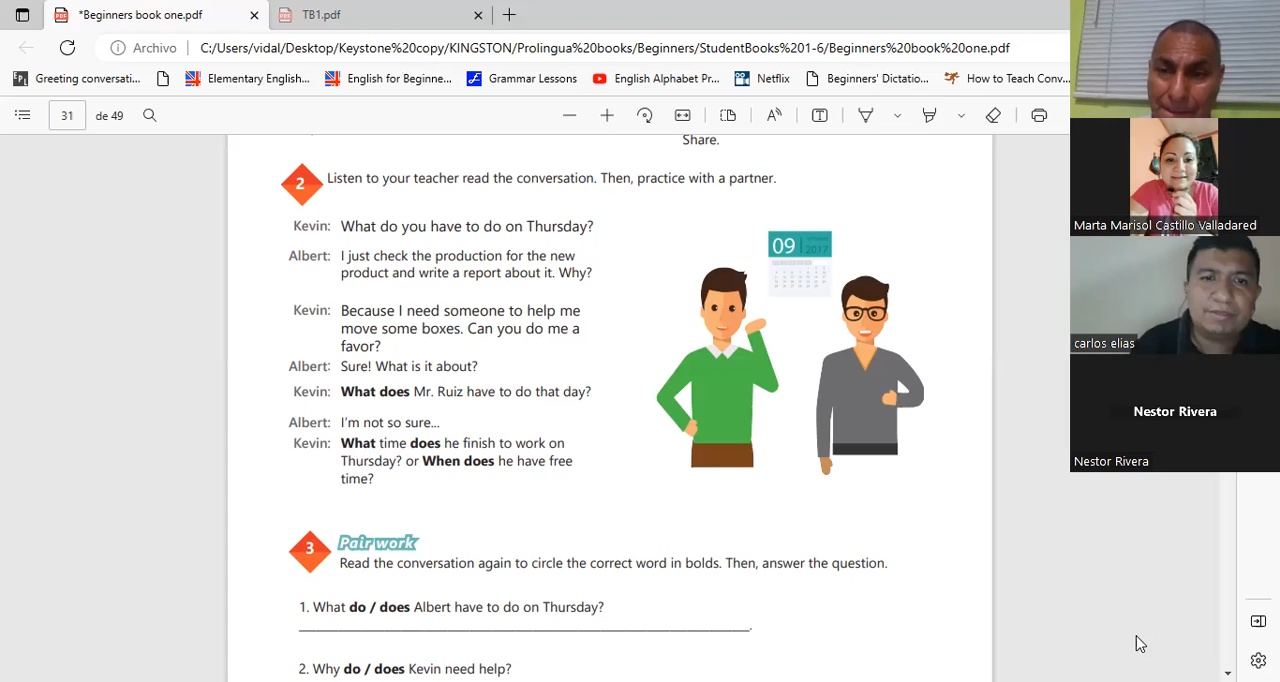 *Beginners book one.pdf
TB1.pdf
Archivo
C:/Users/vidal/Desktop/Keystone%20copy/KINGSTON/Prolingua%20books/Beginners/StudentBooks%201-6/Beginners%20book%20one.pdf
Greeting conversati...
Elementary English...
English for Beginne...
Grammar Lessons
English Alphabet Pr...
Netflix
Beginners' Dictatio...
How to Teach Conv...
31 de 49
Share.
2 Listen to your teacher read the conversation. Then, practice with a partner.
Kevin: What do you have to do on Thursday?
Albert: I just check the production for the new
product and write a report about it. Why?
Kevin: Because I need someone to help me
move some boxes. Can you do me a
favor?
Albert: Sure! What is it about?
Kevin: What does Mr. Ruiz have to do that day?
Albert: I'm not so sure...
Kevin: What time does he finish to work on
Thursday? or When does he have free
time?
09
2017
3 Pair work
Read the conversation again to circle the correct word in bolds. Then, answer the question.
1. What do / does Albert have to do on Thursday?
2. Why do / does Kevin need help?
Marta Marisol Castillo Valladared
carlos elias
Nestor Rivera
Nestor Rivera